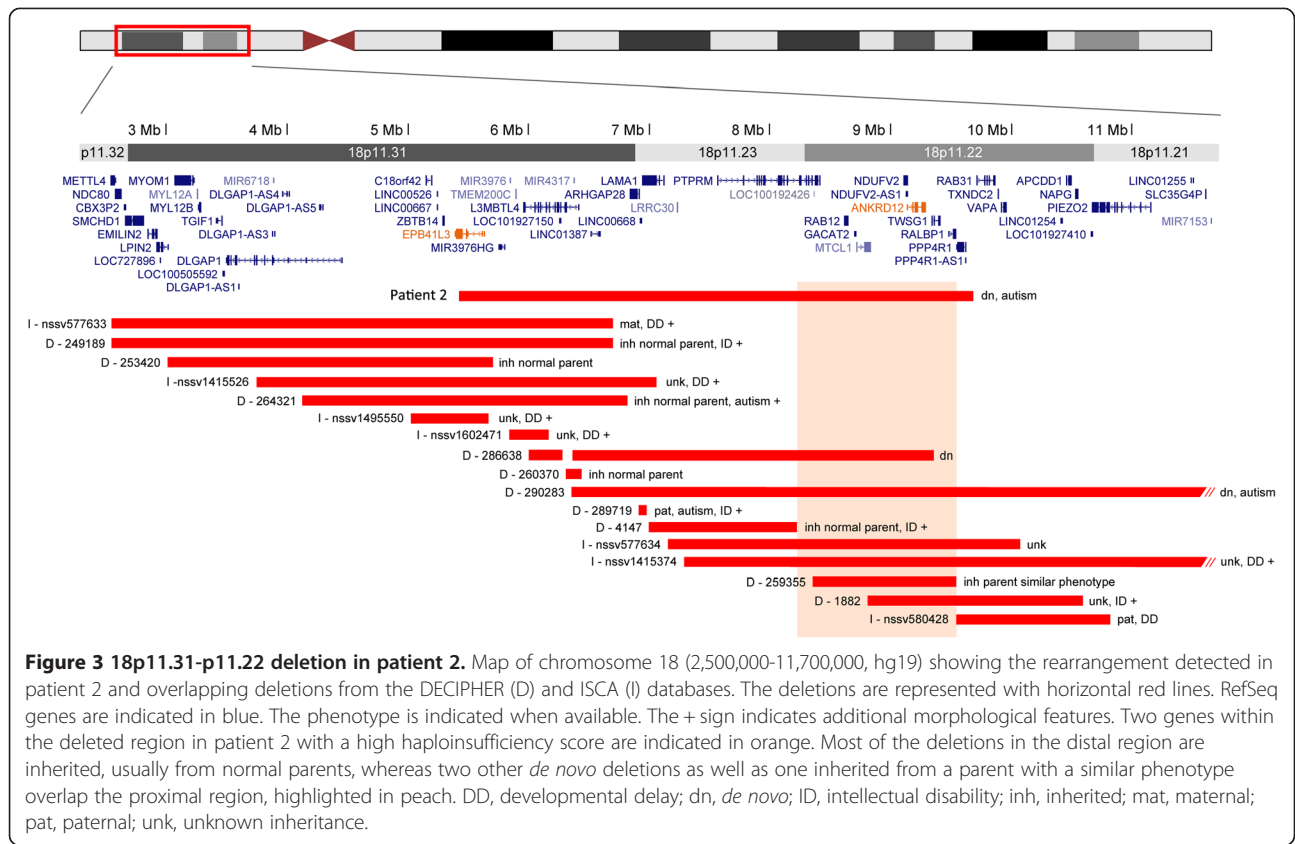 3 Mb 4 Mb 5 Mb 6 Mb 7 Mb 8 Mb 9 Mb 10 Mb 11 Mb
p11.32 18p11.31 18p11.23 18p11.22 18p11.21
METTL4 MYOM1 MIR6718 C18orf42 MIR3976 MIR4317 LAMA1 PTPRM NDUFV2 RAB31 APCDD1 LINC01255
NDC80 MYL12A DLGAP1-AS4 LINC00526 TMEM200C ARHGAP28 LOC100192426 NDUFV2-AS1 TXNDC2 NAPG SLC35G4P
CBX3P2 MYL12B DLGAP1-AS5 LINC00667 L3MBTL4 LRRC30 ANKRD12 VAPA PIEZO2
SMCHD1 TGIF1 ZBTB14 LOC101927150 LINC00668 RAB12 TWSG1 LINC01254 MIR7153
EMILIN2 DLGAP1-AS3 EPB41L3 LINC01387 GACAT2 RALBP1 LOC101927410
LPIN2 DLGAP1 MIR3976HG MTCL1 PPP4R1
LOC727896 PPP4R1-AS1
LOC100505592
DLGAP1-AS1
Patient 2 dn, autism
I - nssv577633 mat, DD +
D - 249189 inh normal parent, ID +
D - 253420 inh normal parent
I -nssv1415526 unk, DD +
D - 264321 inh normal parent, autism +
I - nssv1495550 unk, DD +
I - nssv1602471 unk, DD +
D - 286638 dn
D - 260370 inh normal parent
D - 290283 dn, autism
D - 289719 pat, autism, ID +
D - 4147 inh normal parent, ID +
I - nssv577634 unk
I - nssv1415374 unk, DD +
D - 259355 inh parent similar phenotype
D - 1882 unk, ID +
I - nssv580428 pat, DD
Figure 3 18p11.31-p11.22 deletion in patient 2. Map of chromosome 18 (2,500,000-11,700,000, hg19) showing the rearrangement detected in
patient 2 and overlapping deletions from the DECIPHER (D) and ISCA (I) databases. The deletions are represented with horizontal red lines. RefSeq
genes are indicated in blue. The phenotype is indicated when available. The + sign indicates additional morphological features. Two genes within
the deleted region in patient 2 with a high haploinsufficiency score are indicated in orange. Most of the deletions in the distal region are
inherited, usually from normal parents, whereas two other de novo deletions as well as one inherited from a parent with a similar phenotype
overlap the proximal region, highlighted in peach. DD, developmental delay; dn, de novo; ID, intellectual disability; inh, inherited; mat, maternal;
pat, paternal; unk, unknown inheritance.